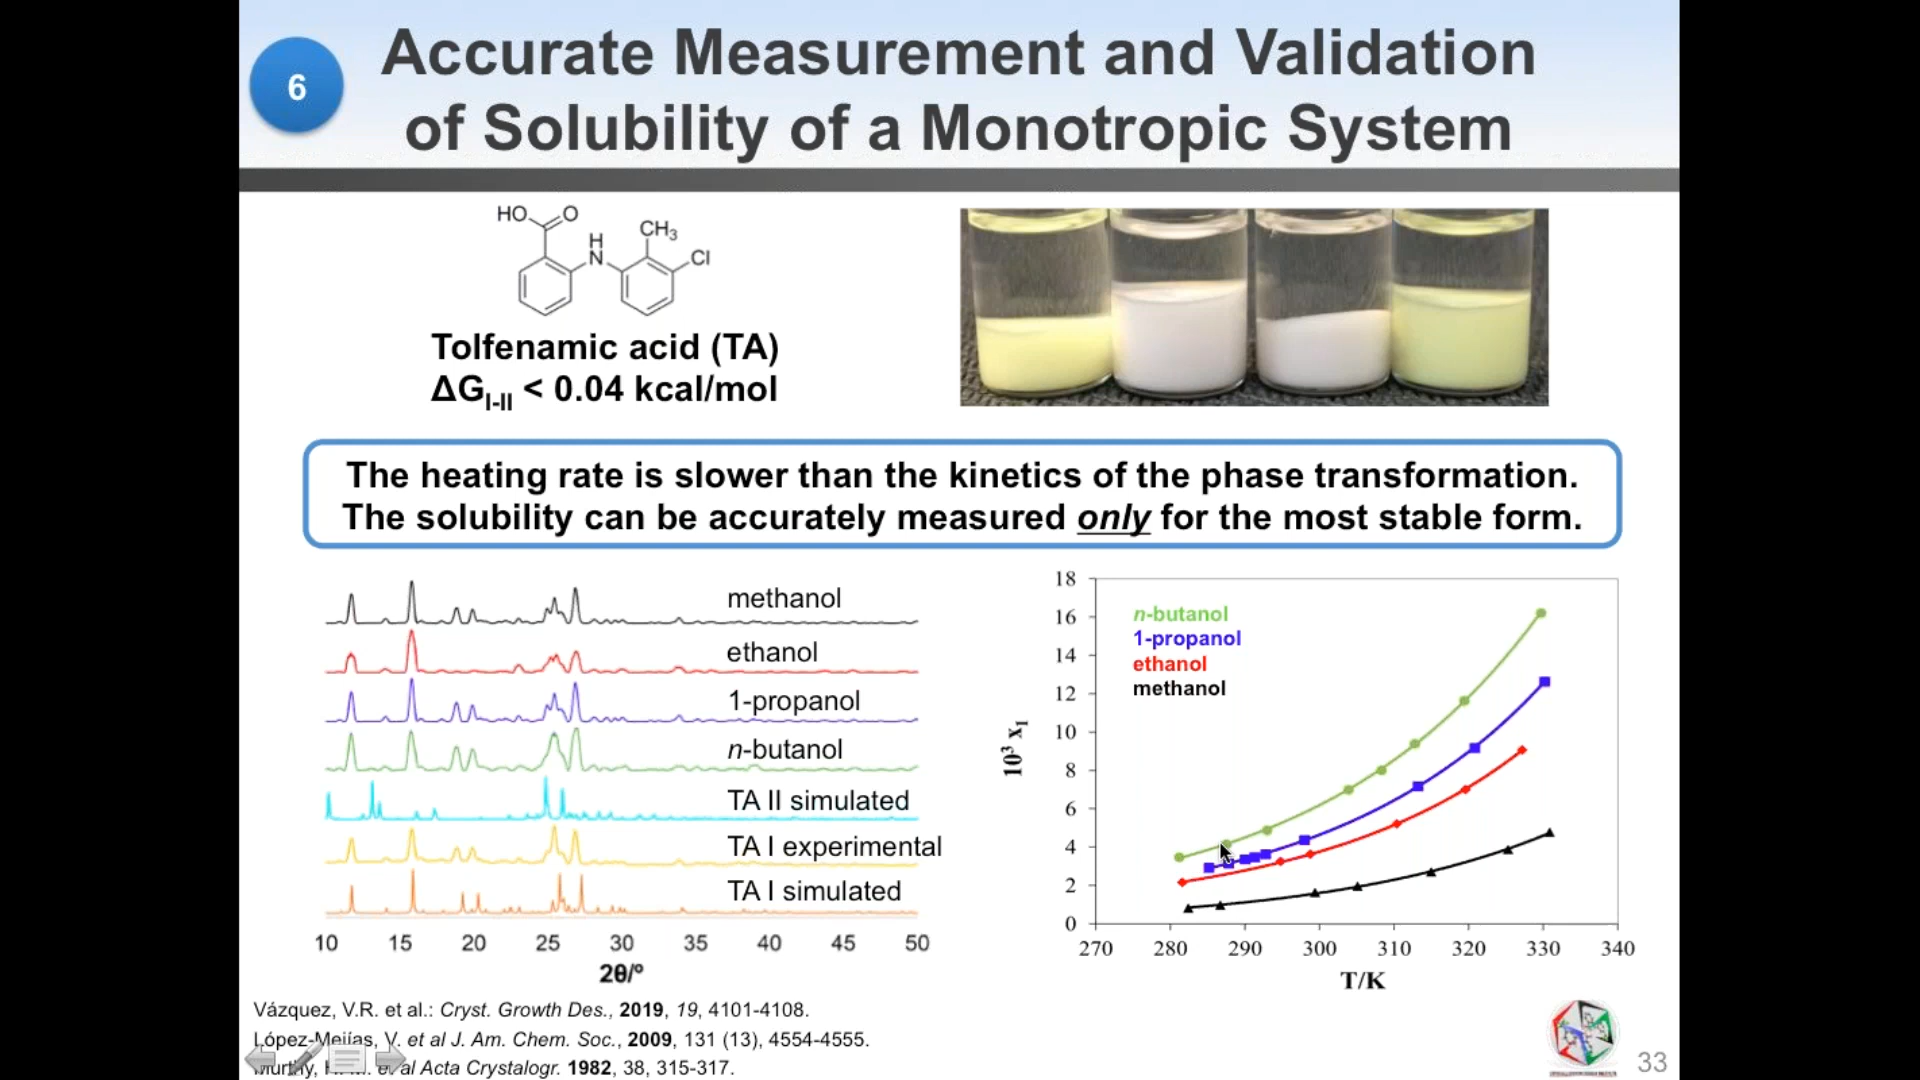 6
Accurate Measurement and Validation
of Solubility of a Monotropic System
HO
O
H
N
CH3
Cl
Tolfenamic acid (TA)
ΔGI-II < 0.04 kcal/mol
The heating rate is slower than the kinetics of the phase transformation.
The solubility can be accurately measured only for the most stable form.
methanol
ethanol
1-propanol
n-butanol
TA II simulated
TA I experimental
TA I simulated
10 15 20 25 30 35 40 45 50
2θ/º
18
16
14
12
10
8
6
4
2
0
10³ x1
n-butanol
1-propanol
ethanol
methanol
270 280 290 300 310 320 330 340
T/K
Vázquez, V.R. et al.: Cryst. Growth Des., 2019, 19, 4101-4108.
López-Mejías, V. et al J. Am. Chem. Soc., 2009, 131 (13), 4554-4555.
et al Acta Crystalogr. 1982, 38, 315-317.
33